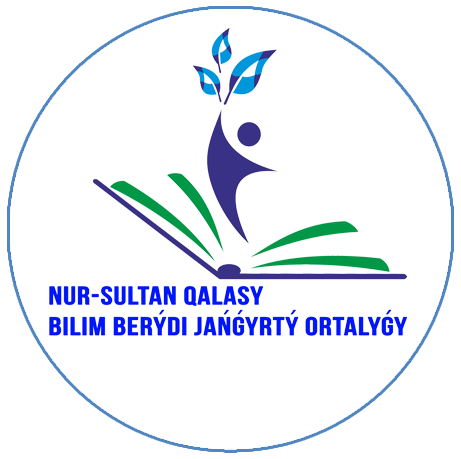 NUR-SULTAN QALASY
BILIM BERÝDI JAŃǴYRTÝ ORTALYǴY